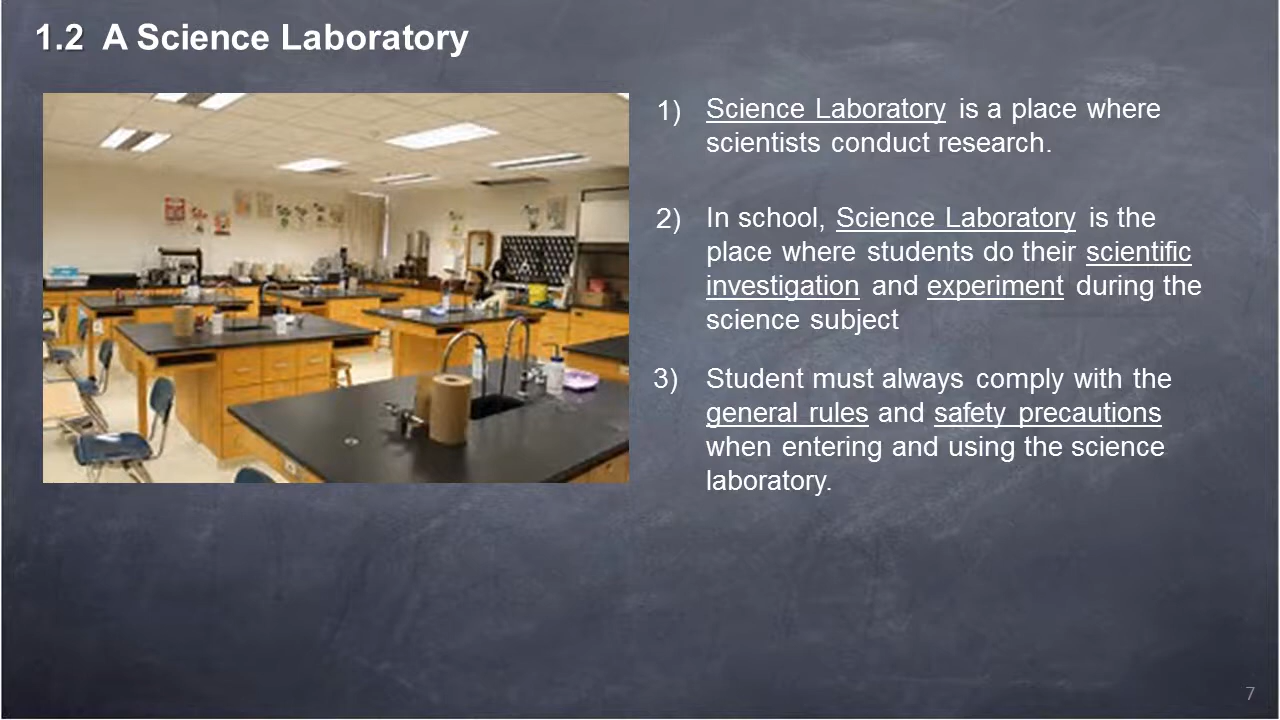 1.2 A Science Laboratory
1) Science Laboratory is a place where
scientists conduct research.
2) In school, Science Laboratory is the
place where students do their scientific
investigation and experiment during the
science subject
3) Student must always comply with the
general rules and safety precautions
when entering and using the science
laboratory.
7